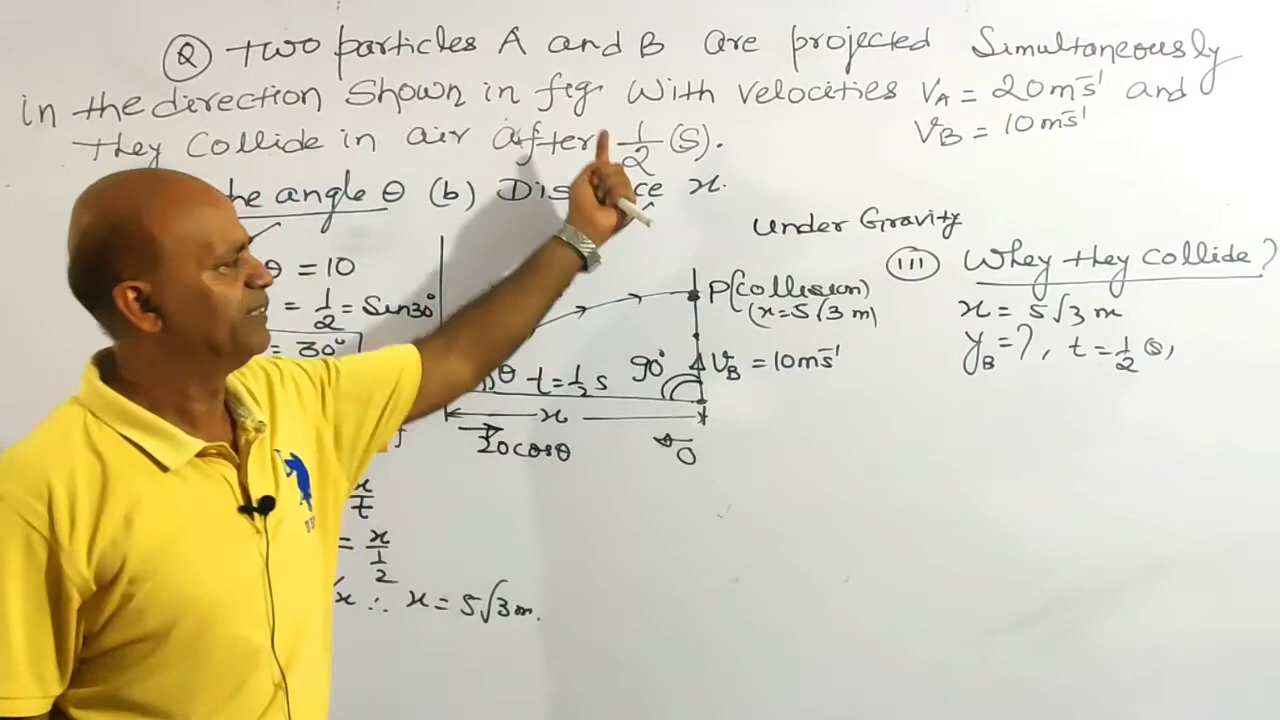 Q Two particles A and B are projected Simultaneously
in the direction Shown in fig. With velocities VA = 20ms⁻¹ and
VB = 10ms⁻¹
they Collide in air after 1/2 (s).
he angle θ (b) Dis ce x.
θ = 10
= 1/2 = Sin30°
= 30°
x/t
= x/(1/2)
x ∴ x = 5√3 m.
θ t = 1/2 s
90°
VB = 10ms⁻¹
P(Collision)
(x = 5√3 m)
x
20cosθ
O
Under Gravity
III Whey they Collide?
x = 5√3 m
yB = ?, t = 1/2 (s),